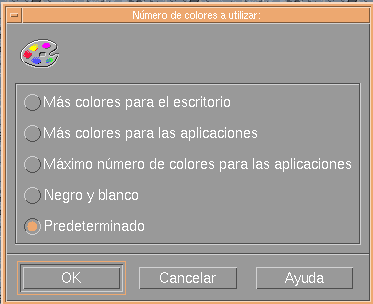 Número de colores a utilizar:
Más colores para el escritorio
Más colores para las aplicaciones
Máximo número de colores para las aplicaciones
Negro y blanco
Predeterminado
OK Cancelar Ayuda